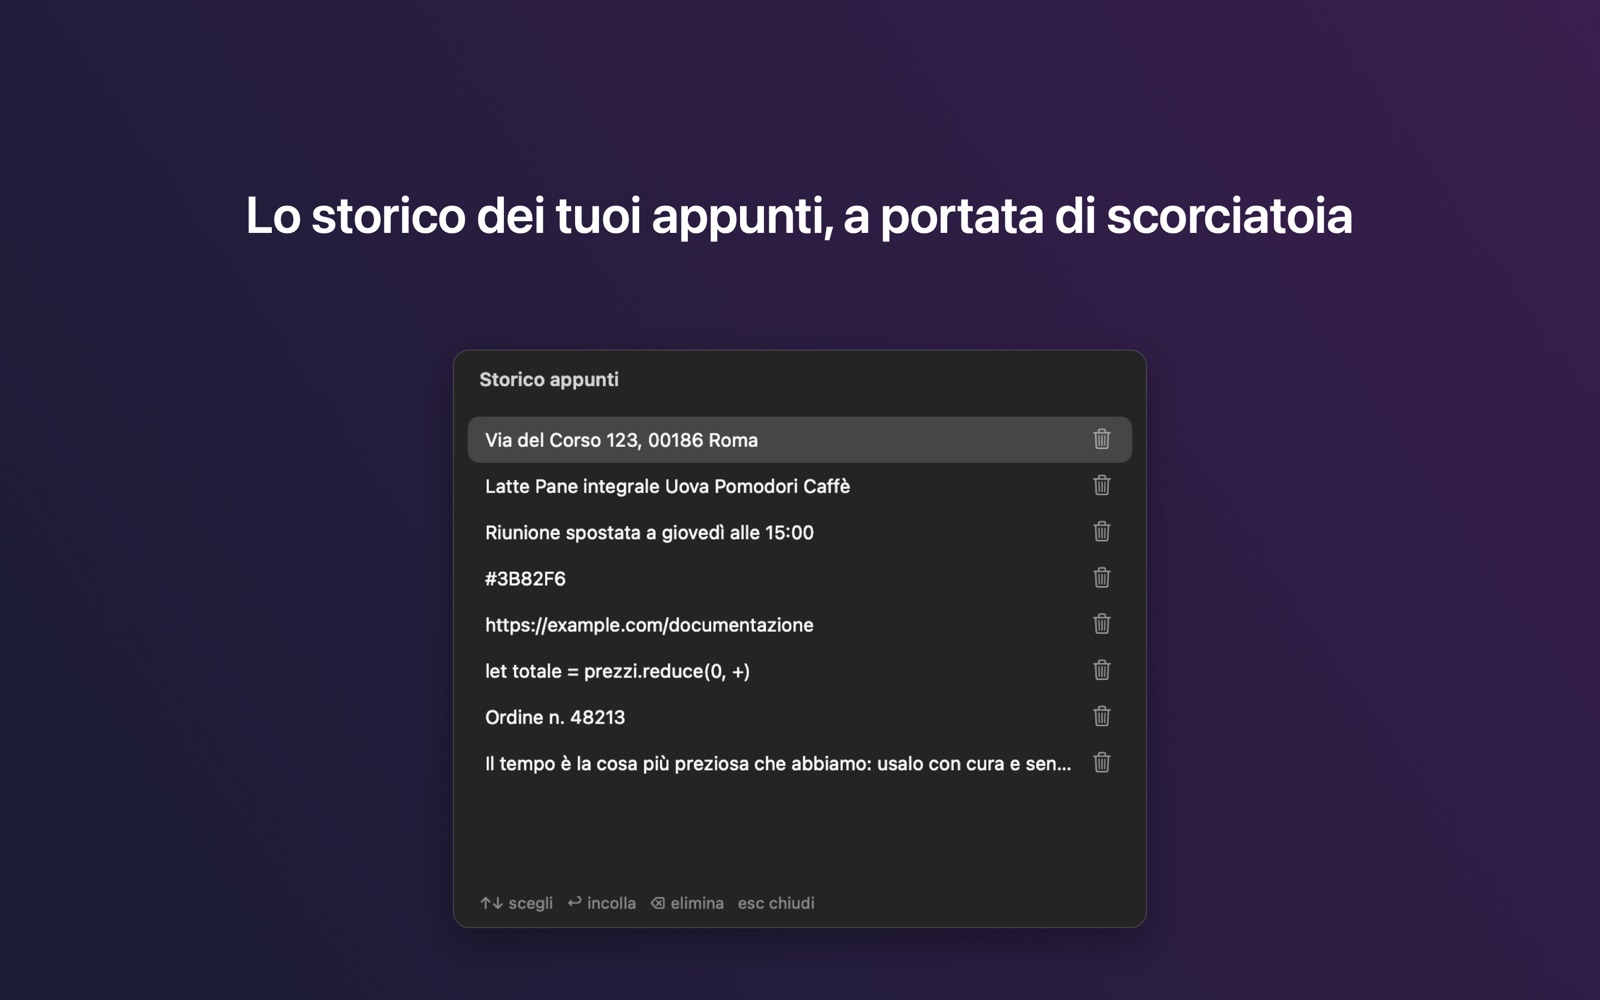 Lo storico dei tuoi appunti, a portata di scorciatoia
Storico appunti
Via del Corso 123, 00186 Roma
Latte Pane integrale Uova Pomodori Caffè
Riunione spostata a giovedì alle 15:00
#3B82F6
https://example.com/documentazione
let totale = prezzi.reduce(0, +)
Ordine n. 48213
Il tempo è la cosa più preziosa che abbiamo: usalo con cura e sen...
↑↓ scegli ↩ incolla ⌫ elimina esc chiudi